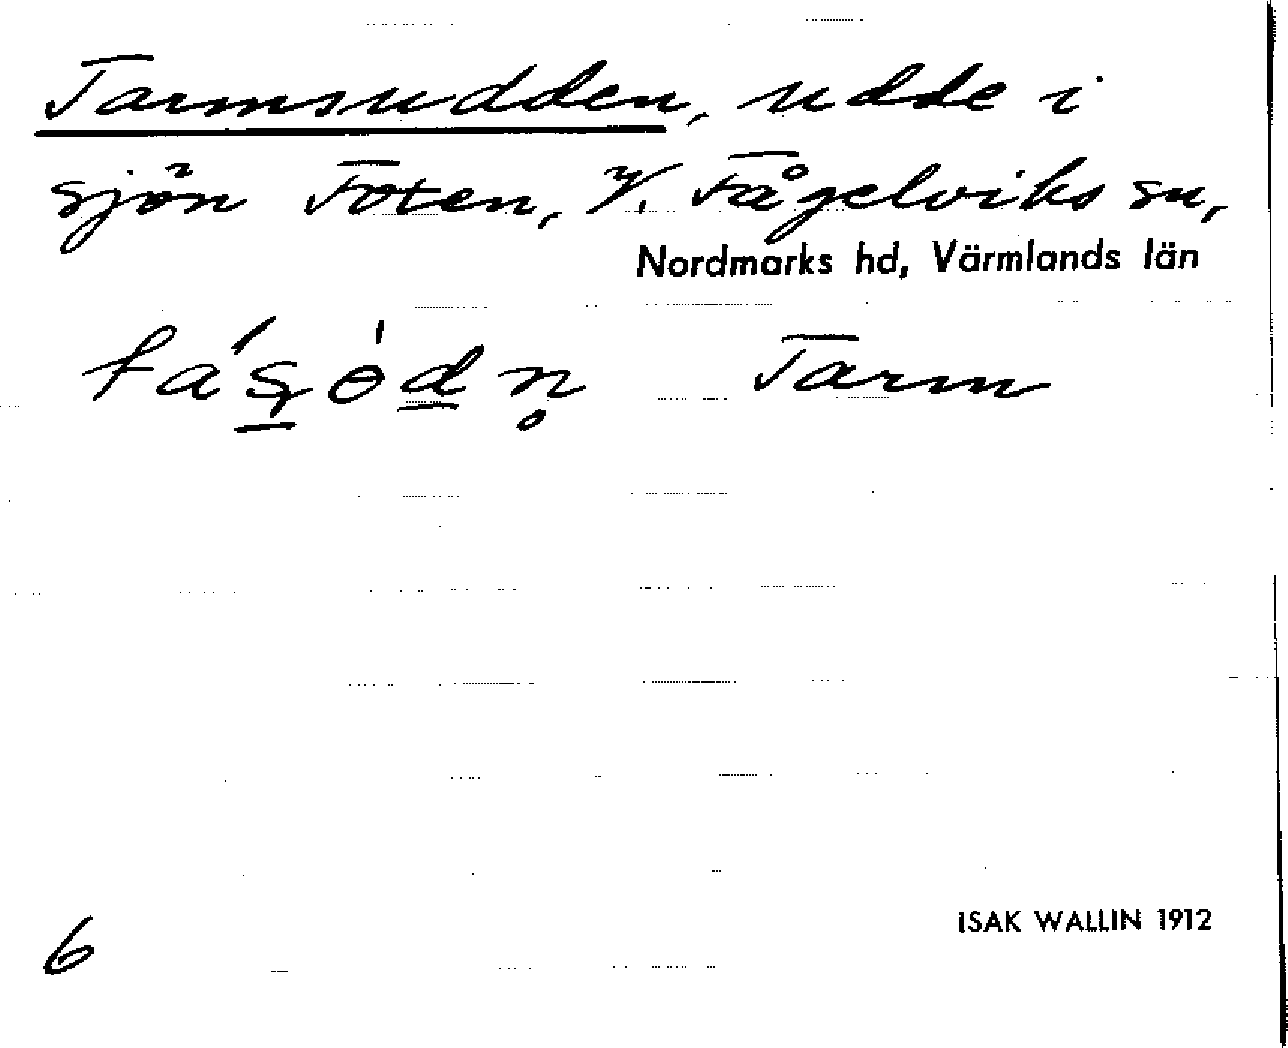 Tarmsudden, udde i
sjön Foten, V. Fågelviks sn,
Nordmarks hd, Värmlands län
Tarm
6
ISAK WALLIN 1912